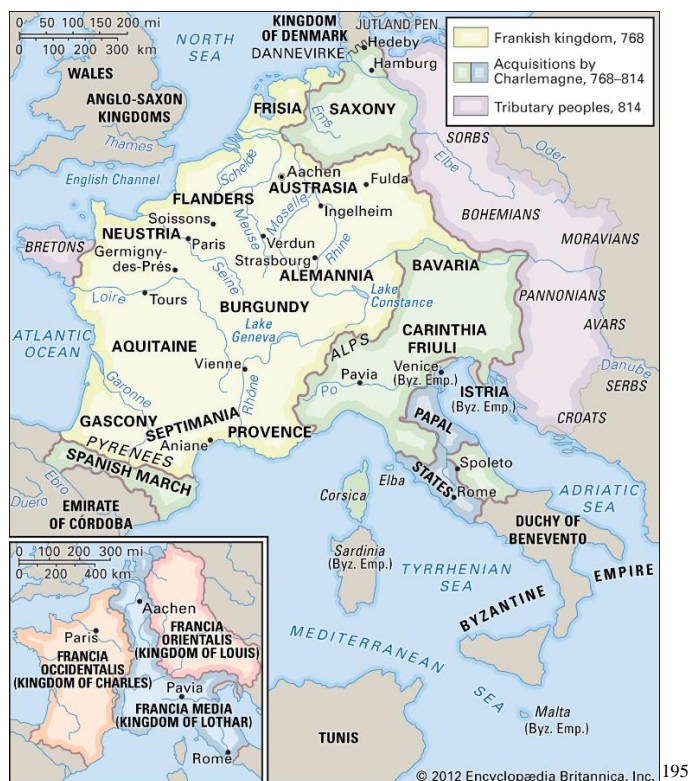 0 50 100 150 200 mi
0 100 200 300 km
KINGDOM
OF DENMARK
JUTLAND PEN.
DANNEVIRKE
Hedeby
Hamburg
Frankish kingdom, 768
Acquisitions by
Charlemagne, 768–814
Tributary peoples, 814
NORTH
SEA
WALES
ANGLO-SAXON
KINGDOMS
Thames
English Channel
FRISIA
Ems
SAXONY
SORBS
Elbe
Oder
Schelde
Aachen
AUSTRASIA
Fulda
FLANDERS
Ingelheim
BOHEMIANS
Soissons
Meuse
Moselle
NEUSTRIA
MORAVIANS
BRETONS
Paris
Verdun
Rhine
Germigny-
des-Prés
Strasbourg
Seine
ALEMANNIA
BAVARIA
PANNONIANS
Loire
Tours
BURGUNDY
Lake
Constance
AVARS
ATLANTIC
OCEAN
Lake
Geneva
CARINTHIA
FRIULI
AQUITAINE
ALPS
Danube
Vienne
Pavia
Venice
(Byz. Emp.)
SERBS
Garonne
Rhône
Po
ISTRIA
(Byz. Emp.)
CROATS
GASCONY
SEPTIMANIA
PROVENCE
PAPAL
STATES
PYRENEES
Aniane
SPANISH MARCH
Spoleto
Ebro
Duero
Corsica
Elba
Rome
ADRIATIC
SEA
EMIRATE
OF CÓRDOBA
DUCHY OF
BENEVENTO
Sardinia
(Byz. Emp.)
TYRRHENIAN
SEA
BYZANTINE EMPIRE
MEDITERRANEAN
SEA
Malta
(Byz. Emp.)
TUNIS
0 100 200 300 mi
0 200 400 km
Aachen
Paris
FRANCIA
ORIENTALIS
(KINGDOM OF LOUIS)
FRANCIA
OCCIDENTALIS
(KINGDOM OF CHARLES)
Pavia
FRANCIA MEDIA
(KINGDOM OF LOTHAR)
Rome
© 2012 Encyclopædia Britannica, Inc.
195